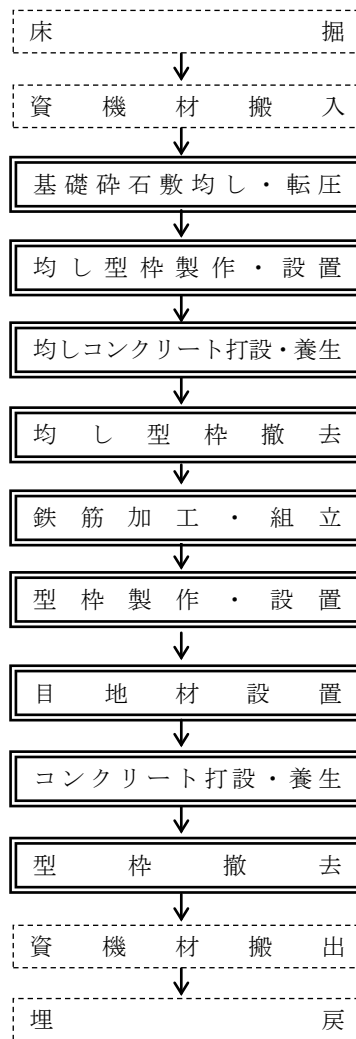 床掘
資機材搬入
基礎砕石敷均し・転圧
均し型枠製作・設置
均しコンクリート打設・養生
均し型枠撤去
鉄筋加工・組立
型枠製作・設置
目地材設置
コンクリート打設・養生
型枠撤去
資機材搬出
埋戻